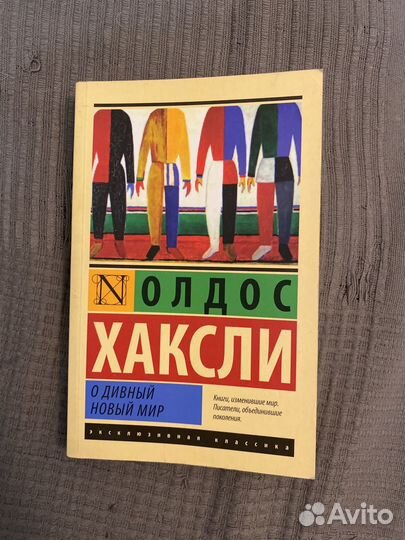 N ОЛДОС
ХАКСЛИ
О ДИВНЫЙ
НОВЫЙ МИР
Книги, изменившие мир.
Писатели, объединившие
поколения.
эксклюзивная классика
Avito